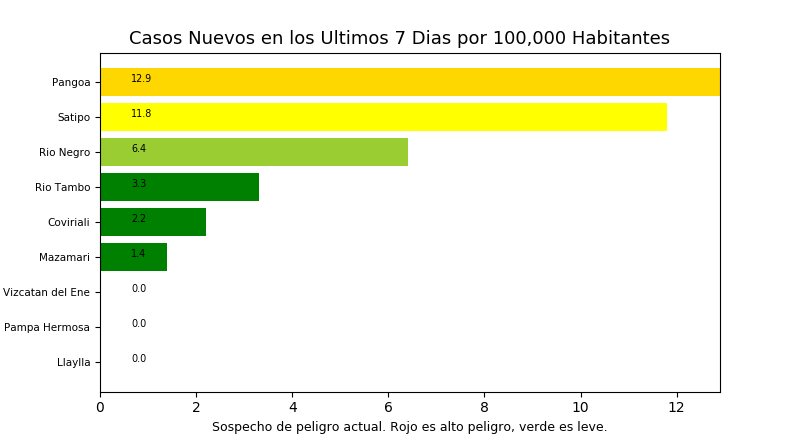 Casos Nuevos en los Ultimos 7 Dias por 100,000 Habitantes
Pangoa 12.9
Satipo 11.8
Rio Negro 6.4
Rio Tambo 3.3
Coviriali 2.2
Mazamari 1.4
Vizcatan del Ene 0.0
Pampa Hermosa 0.0
Llaylla 0.0
0 2 4 6 8 10 12
Sospecho de peligro actual. Rojo es alto peligro, verde es leve.